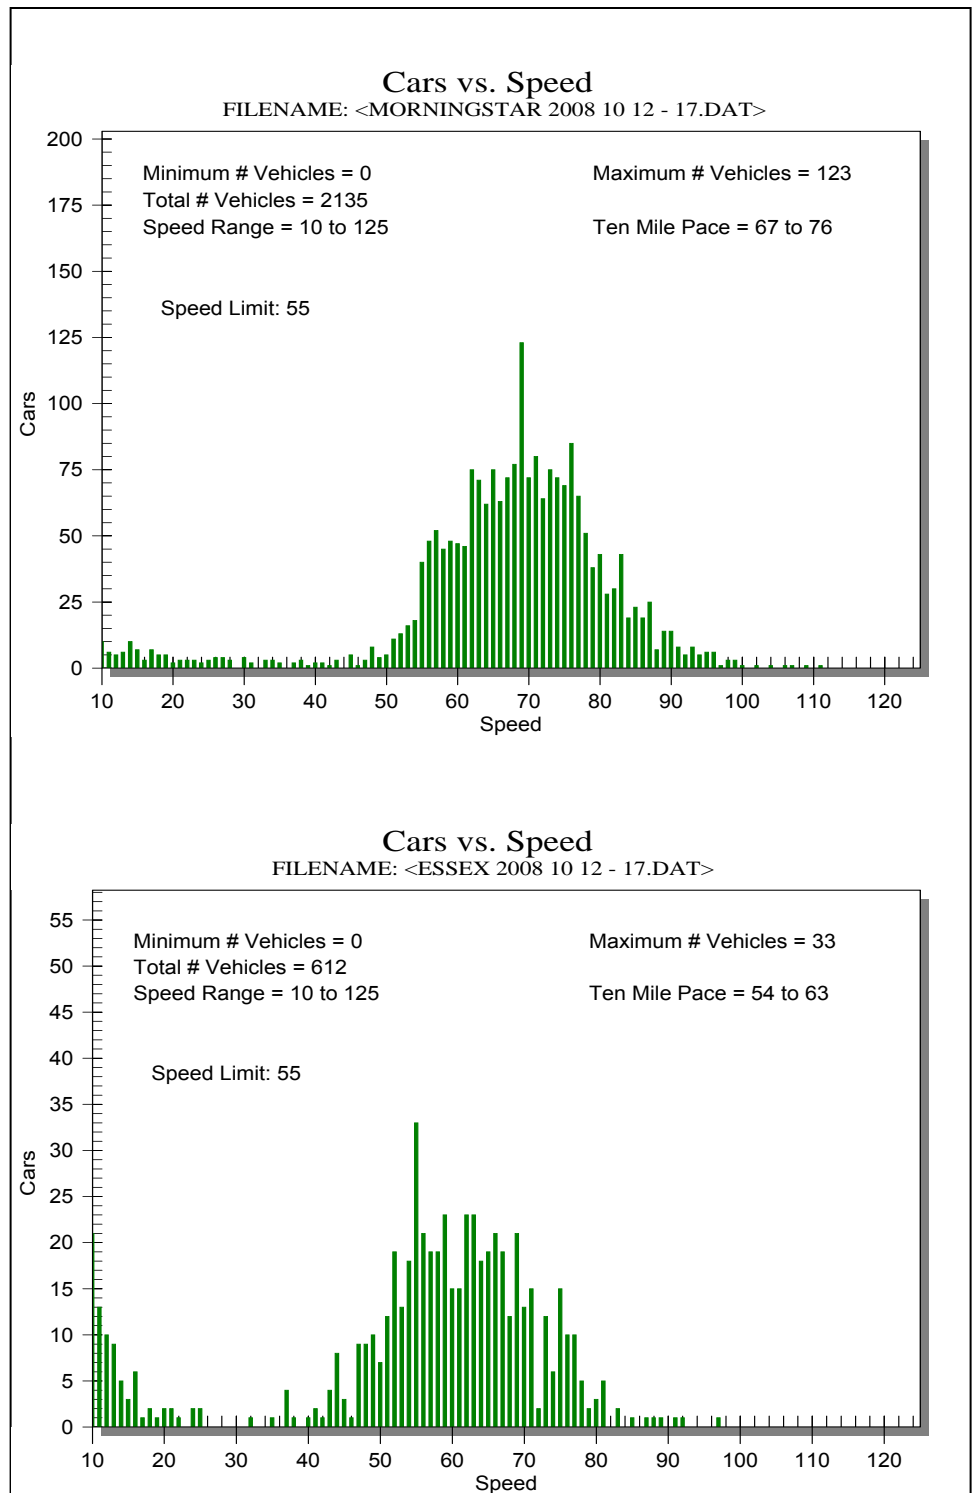 Cars vs. Speed
FILENAME: <MORNINGSTAR 2008 10 12 - 17.DAT>
200
175
150
125
100
75
50
25
0
Cars
Minimum # Vehicles = 0
Maximum # Vehicles = 123
Total # Vehicles = 2135
Speed Range = 10 to 125
Ten Mile Pace = 67 to 76
Speed Limit: 55
10 20 30 40 50 60 70 80 90 100 110 120
Speed
Cars vs. Speed
FILENAME: <ESSEX 2008 10 12 - 17.DAT>
55
50
45
40
35
30
25
20
15
10
5
0
Cars
Minimum # Vehicles = 0
Maximum # Vehicles = 33
Total # Vehicles = 612
Speed Range = 10 to 125
Ten Mile Pace = 54 to 63
Speed Limit: 55
10 20 30 40 50 60 70 80 90 100 110 120
Speed